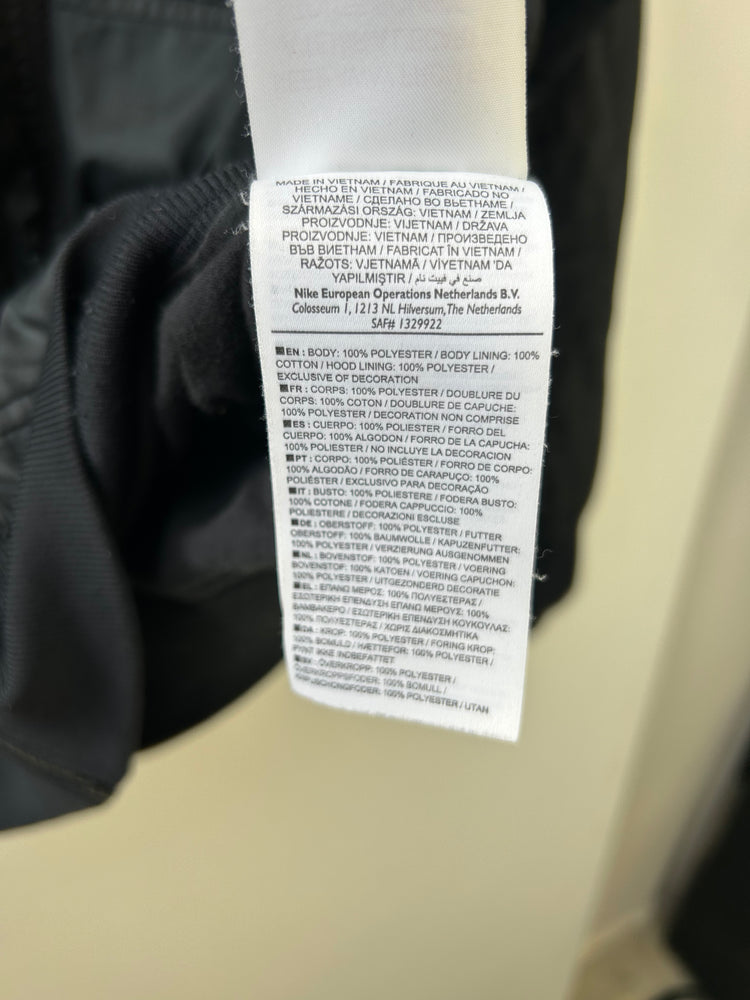 MADE IN VIETNAM / FABRIQUE AU VIETNAM /
HECHO EN VIETNAM / FABRICADO NO
VIETNAME / СДЕЛАНО ВО ВЬЕТНАМЕ /
SZÁRMAZÁSI ORSZÁG: VIETNAM / ZEMLJA
PROIZVODNJE: VIJETNAM / DRŽAVA
PROIZVODNJE: VIETNAM / ПРОИЗВЕДЕНО
ВЪВ ВИЕТНАМ / FABRICAT ÎN VIETNAM /
RAŽOTS: VJETNAMĀ / VİYETNAM 'DA
YAPILMIŞTIR / صنع في فييت نام
Nike European Operations Netherlands B.V.
Colosseum 1, 1213 NL Hilversum, The Netherlands
SAF# 1329922
EN : BODY: 100% POLYESTER / BODY LINING: 100%
COTTON / HOOD LINING: 100% POLYESTER /
EXCLUSIVE OF DECORATION
FR : CORPS: 100% POLYESTER / DOUBLURE DU
CORPS: 100% COTON / DOUBLURE DE CAPUCHE:
100% POLYESTER / DECORATION NON COMPRISE
ES : CUERPO: 100% POLIESTER / FORRO DEL
CUERPO: 100% ALGODON / FORRO DE LA CAPUCHA:
100% POLIESTER / NO INCLUYE LA DECORACION
PT : CORPO: 100% POLIÉSTER / FORRO DE CORPO:
100% ALGODÃO / FORRO DE CARAPUÇO: 100%
POLIÉSTER / EXCLUSIVO PARA DECORAÇÃO
IT : BUSTO: 100% POLIESTERE / FODERA BUSTO:
100% COTONE / FODERA CAPPUCCIO: 100%
POLIESTERE / DECORAZIONI ESCLUSE
DE : OBERSTOFF: 100% POLYESTER / FUTTER
OBERSTOFF: 100% BAUMWOLLE / KAPUZENFUTTER:
100% POLYESTER / VERZIERUNG AUSGENOMMEN
NL : BOVENSTOF: 100% POLYESTER / VOERING
BOVENSTOF: 100% KATOEN / VOERING CAPUCHON:
100% POLYESTER / UITGEZONDERD DECORATIE
EL : ΕΠΑΝΩ ΜΕΡΟΣ: 100% ΠΟΛΥΕΣΤΕΡΑΣ /
ΕΣΩΤΕΡΙΚΗ ΕΠΕΝΔΥΣΗ ΕΠΑΝΩ ΜΕΡΟΥΣ: 100%
ΒΑΜΒΑΚΕΡΟ / ΕΣΩΤΕΡΙΚΗ ΕΠΕΝΔΥΣΗ ΚΟΥΚΟΥΛΑΣ:
100% ΠΟΛΥΕΣΤΕΡΑΣ / ΧΩΡΙΣ ΔΙΑΚΟΣΜΗΤΙΚΑ
DA : KROP: 100% POLYESTER / FORING KROP:
100% BOMULD / HÆTTEFOR: 100% POLYESTER /
PYNT IKKE INDBEFATTET
100% POLYESTER /
100% BOMULL /
100% POLYESTER / UTAN